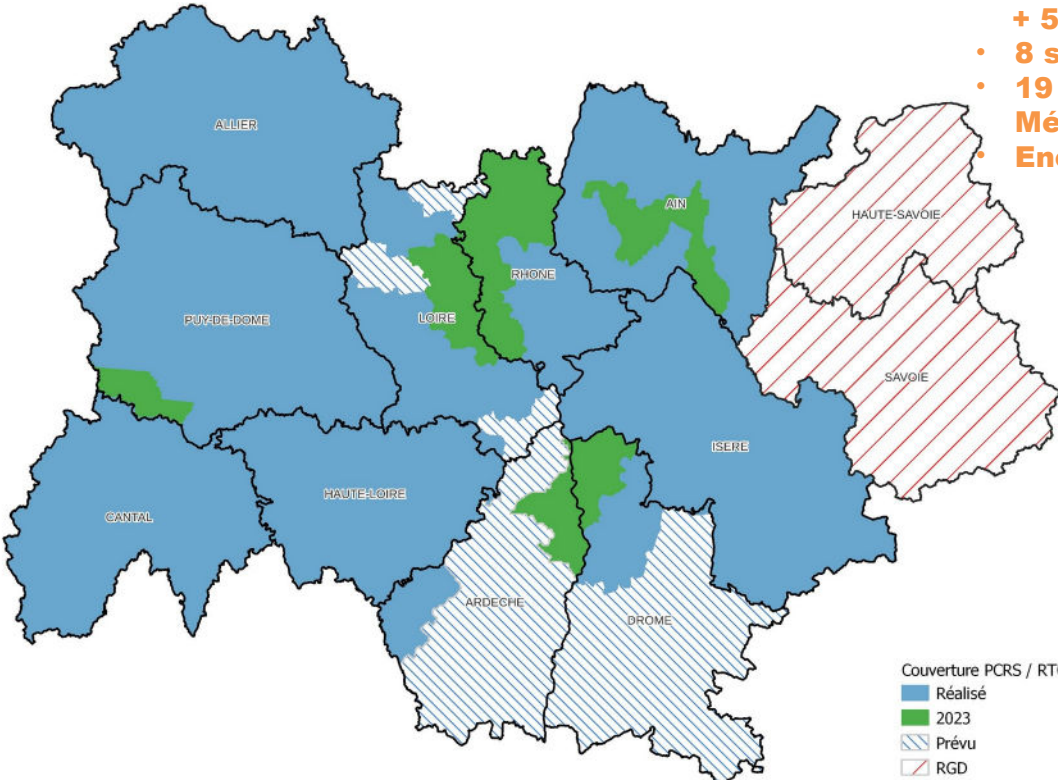 + 5
• 8 s
• 19
Mé
• End
ALLIER
AIN
HAUTE-SAVOIE
RHONE
LOIRE
PUY-DE-DOME
SAVOIE
ISERE
HAUTE-LOIRE
CANTAL
ARDECHE
DROME
Couverture PCRS / RT
Réalisé
2023
Prévu
RGD